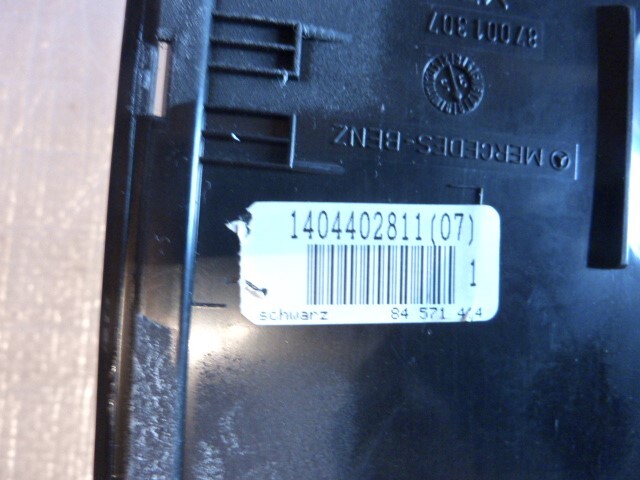 87001307
MERCEDES-BENZ
1404402811(07)
1
schwarz 84 571 4.4